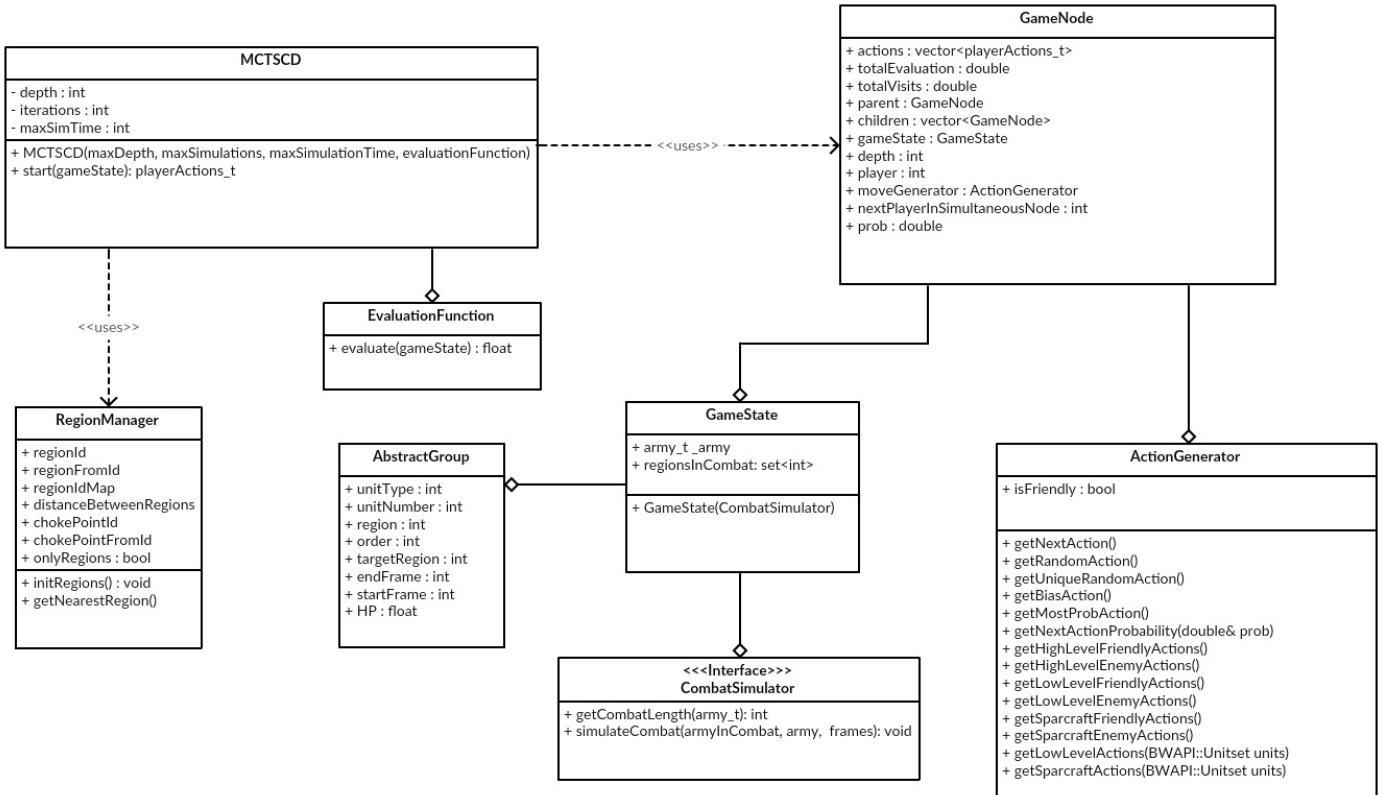 MCTSCD
- depth : int
- iterations : int
- maxSimTime : int
+ MCTSCD(maxDepth, maxSimulations, maxSimulationTime, evaluationFunction)
+ start(gameState): playerActions_t
<<uses>>
GameNode
+ actions : vector<playerActions_t>
+ totalEvaluation : double
+ totalVisits : double
+ parent : GameNode
+ children : vector<GameNode>
+ gameState : GameState
+ depth : int
+ player : int
+ moveGenerator : ActionGenerator
+ nextPlayerInSimultaneousNode : int
+ prob : double
<<uses>>
EvaluationFunction
+ evaluate(gameState) : float
RegionManager
+ regionId
+ regionFromId
+ regionIdMap
+ distanceBetweenRegions
+ chokePointId
+ chokePointFromId
+ onlyRegions : bool
+ initRegions() : void
+ getNearestRegion()
AbstractGroup
+ unitType : int
+ unitNumber : int
+ region : int
+ order : int
+ targetRegion : int
+ endFrame : int
+ startFrame : int
+ HP : float
GameState
+ army_t _army
+ regionsInCombat: set<int>
+ GameState(CombatSimulator)
<<<Interface>>>
CombatSimulator
+ getCombatLength(army_t): int
+ simulateCombat(armyInCombat, army, frames): void
ActionGenerator
+ isFriendly : bool
+ getNextAction()
+ getRandomAction()
+ getUniqueRandomAction()
+ getBiasAction()
+ getMostProbAction()
+ getNextActionProbability(double& prob)
+ getHighLevelFriendlyActions()
+ getHighLevelEnemyActions()
+ getLowLevelFriendlyActions()
+ getLowLevelEnemyActions()
+ getSparcraftFriendlyActions()
+ getSparcraftEnemyActions()
+ getLowLevelActions(BWAPI::Unitset units)
+ getSparcraftActions(BWAPI::Unitset units)